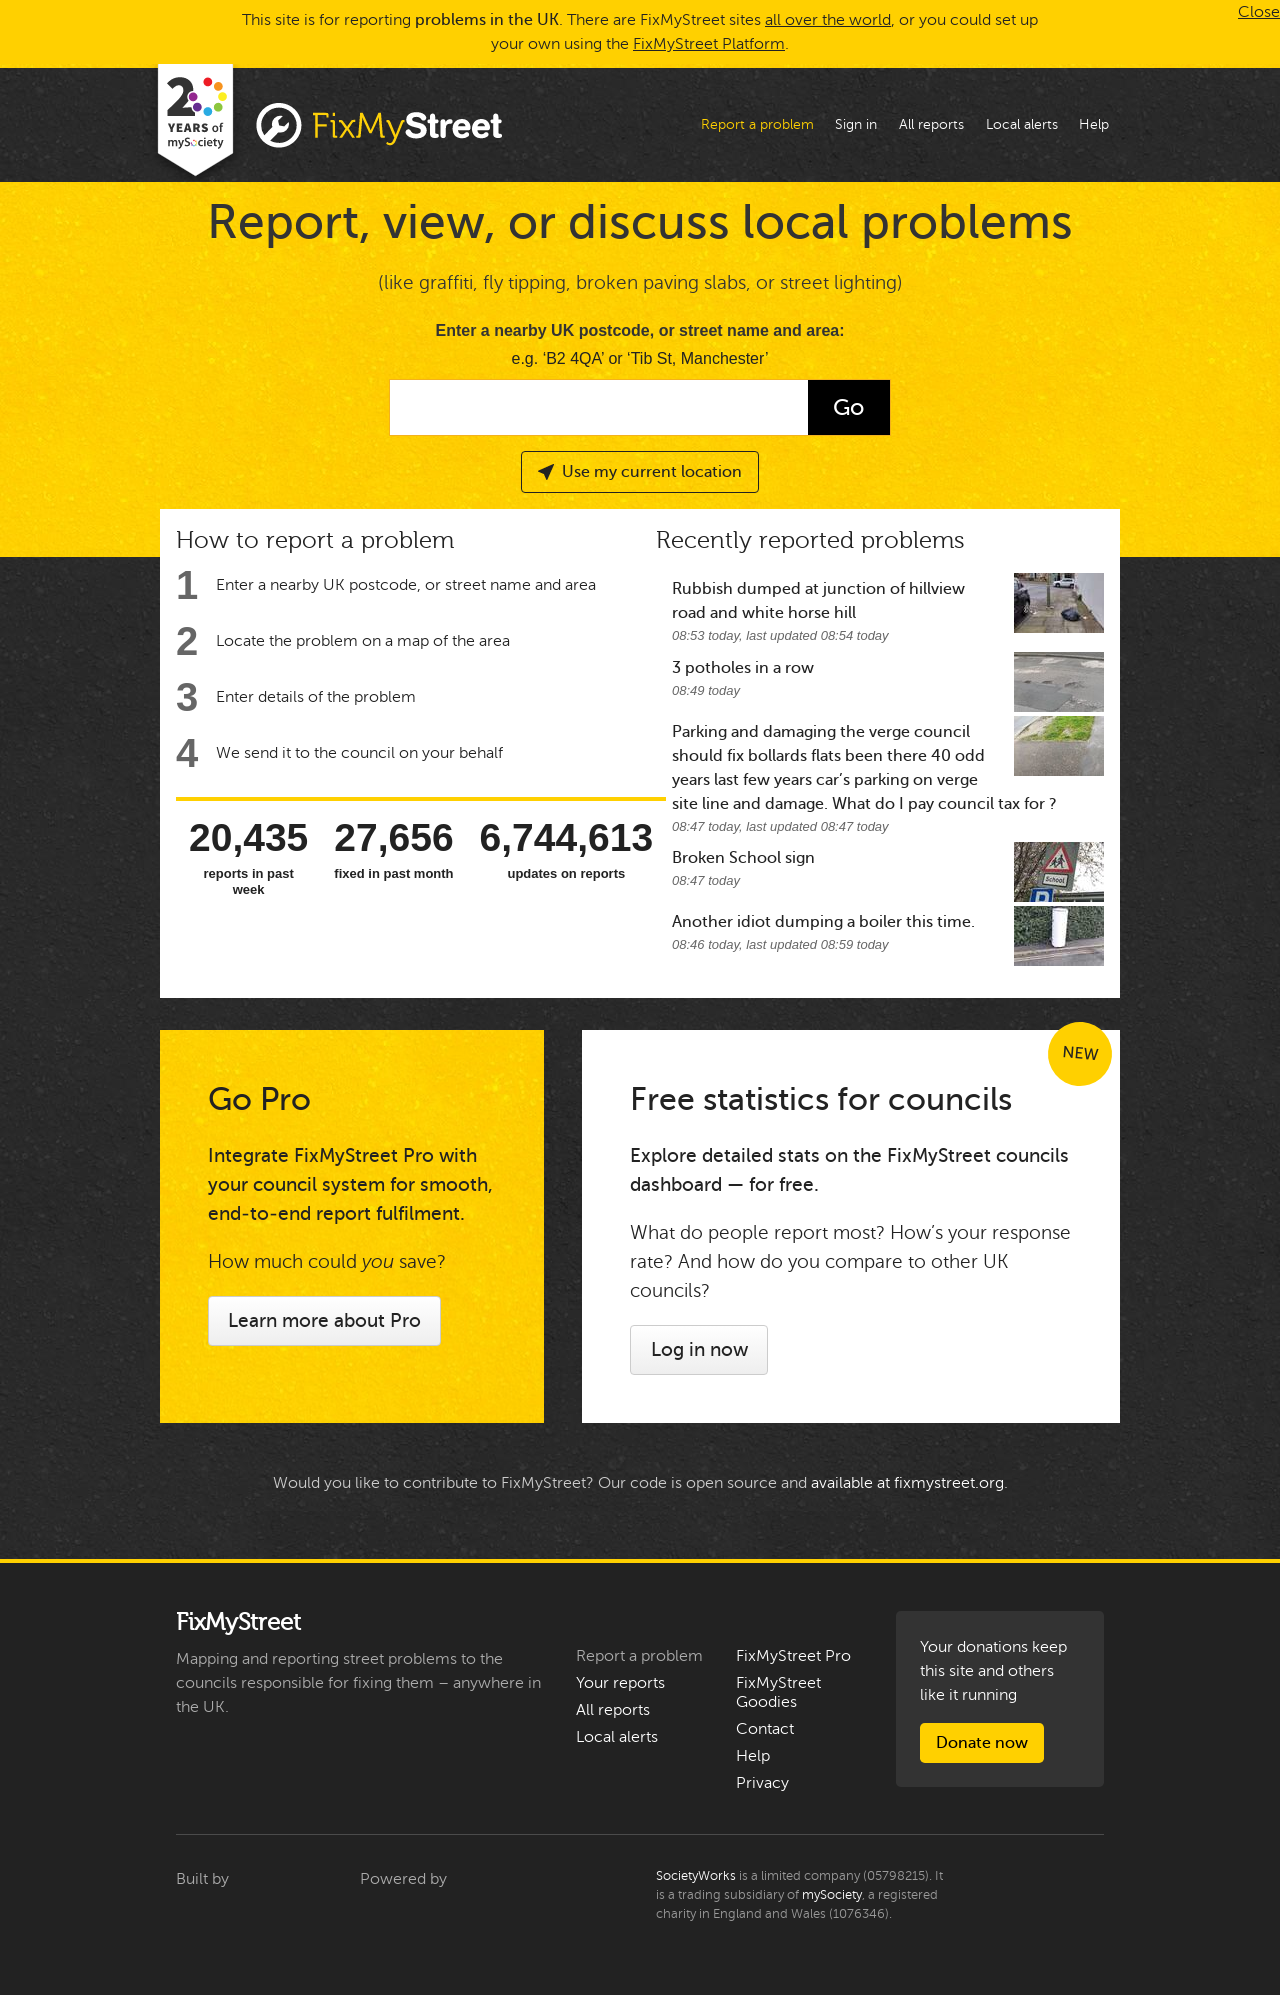 This site is for reporting problems in the UK. There are FixMyStreet sites all over the world, or you could set up
your own using the FixMyStreet Platform.
Close
20
YEARS of
mySociety
FixMyStreet
Report a problem
Sign in
All reports
Local alerts
Help
Report, view, or discuss local problems
(like graffiti, fly tipping, broken paving slabs, or street lighting)
Enter a nearby UK postcode, or street name and area:
e.g. ‘B2 4QA’ or ‘Tib St, Manchester’
Go
Use my current location
How to report a problem
1 Enter a nearby UK postcode, or street name and area
2 Locate the problem on a map of the area
3 Enter details of the problem
4 We send it to the council on your behalf
20,435
reports in past
week
27,656
fixed in past month
6,744,613
updates on reports
Recently reported problems
Rubbish dumped at junction of hillview
road and white horse hill
08:53 today, last updated 08:54 today
3 potholes in a row
08:49 today
Parking and damaging the verge council
should fix bollards flats been there 40 odd
years last few years car’s parking on verge
site line and damage. What do I pay council tax for ?
08:47 today, last updated 08:47 today
Broken School sign
08:47 today
School
P
Another idiot dumping a boiler this time.
08:46 today, last updated 08:59 today
Go Pro
Integrate FixMyStreet Pro with
your council system for smooth,
end-to-end report fulfilment.
How much could you save?
Learn more about Pro
NEW
Free statistics for councils
Explore detailed stats on the FixMyStreet councils
dashboard — for free.
What do people report most? How’s your response
rate? And how do you compare to other UK
councils?
Log in now
Would you like to contribute to FixMyStreet? Our code is open source and available at fixmystreet.org.
FixMyStreet
Mapping and reporting street problems to the
councils responsible for fixing them – anywhere in
the UK.
Report a problem
Your reports
All reports
Local alerts
FixMyStreet Pro
FixMyStreet
Goodies
Contact
Help
Privacy
Your donations keep
this site and others
like it running
Donate now
Built by
Powered by
SocietyWorks is a limited company (05798215). It
is a trading subsidiary of mySociety, a registered
charity in England and Wales (1076346).